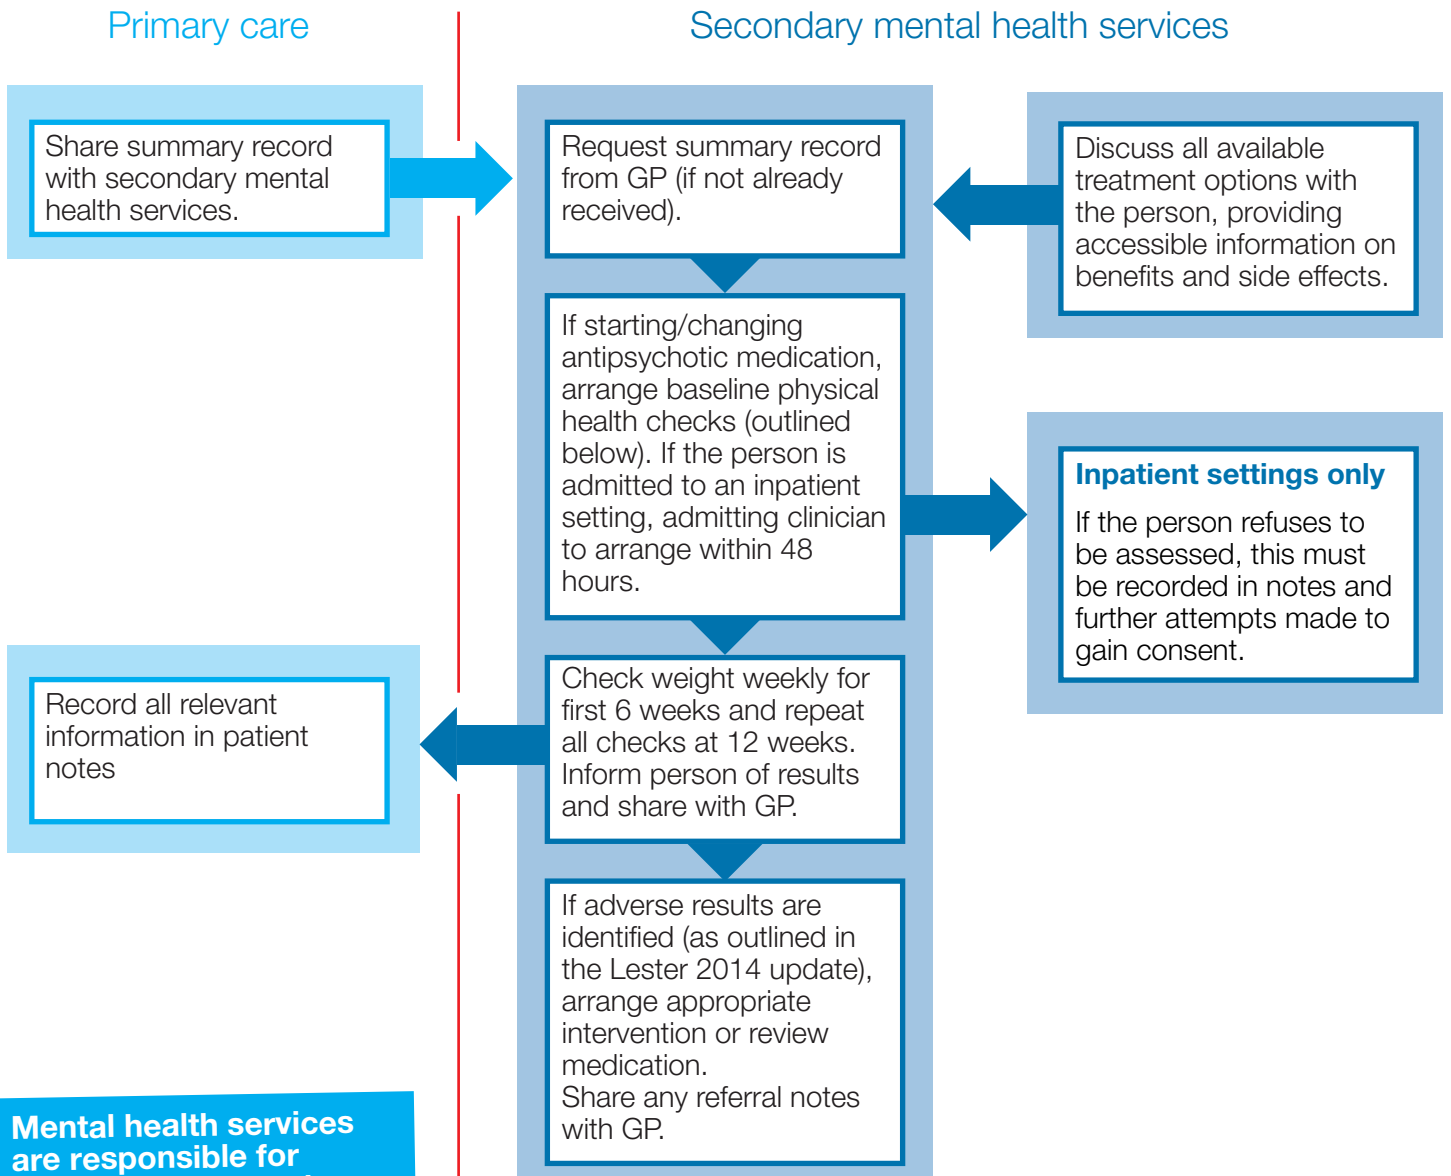 Primary care
Secondary mental health services
Share summary record
with secondary mental
health services.
Request summary record
from GP (if not already
received).
Discuss all available
treatment options with
the person, providing
accessible information on
benefits and side effects.
If starting/changing
antipsychotic medication,
arrange baseline physical
health checks (outlined
below). If the person is
admitted to an inpatient
setting, admitting clinician
to arrange within 48
hours.
Inpatient settings only
If the person refuses to
be assessed, this must
be recorded in notes and
further attempts made to
gain consent.
Record all relevant
information in patient
notes
Check weight weekly for
first 6 weeks and repeat
all checks at 12 weeks.
Inform person of results
and share with GP.
If adverse results are
identified (as outlined in
the Lester 2014 update),
arrange appropriate
intervention or review
medication.
Share any referral notes
with GP.
Mental health services
are responsible for